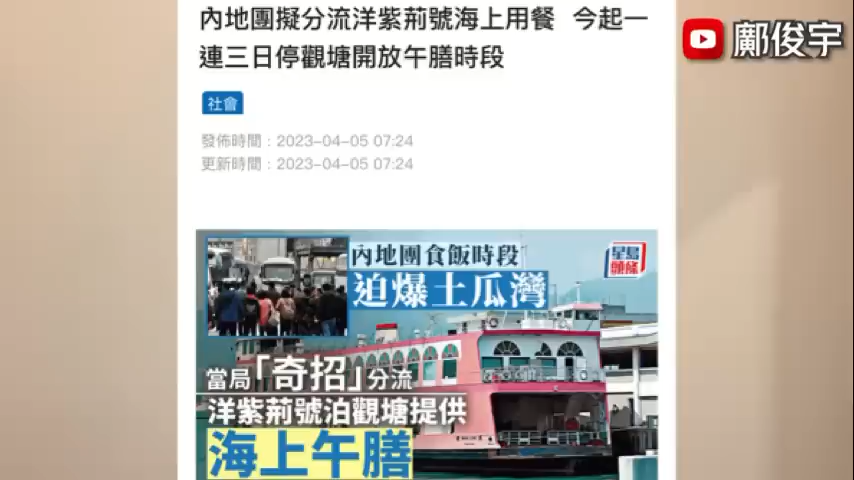 內地團擬分流洋紫荊號海上用餐 今起一
連三日停觀塘開放午膳時段
鄺俊宇
社會
發佈時間：2023-04-05 07:24
更新時間：2023-04-05 07:24
內地團食飯時段
星島
頭條
迫爆土瓜灣
當局「奇招」分流
洋紫荊號泊觀塘提供
海上午膳